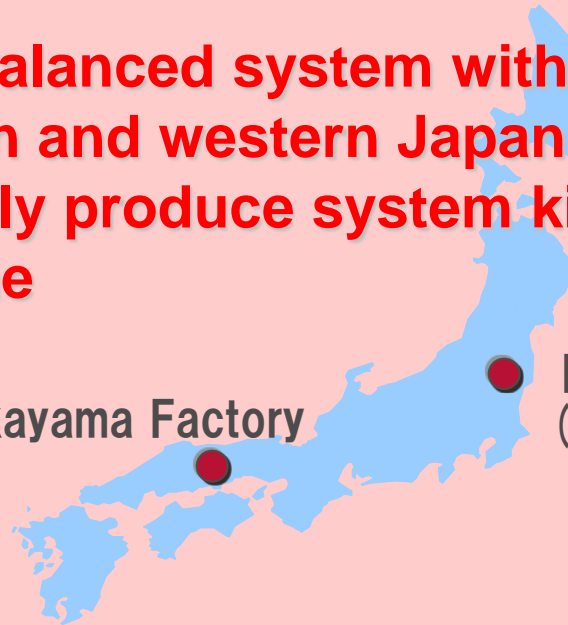 alanced system with
n and western Japan
ly produce system ki
e
kayama Factory
(